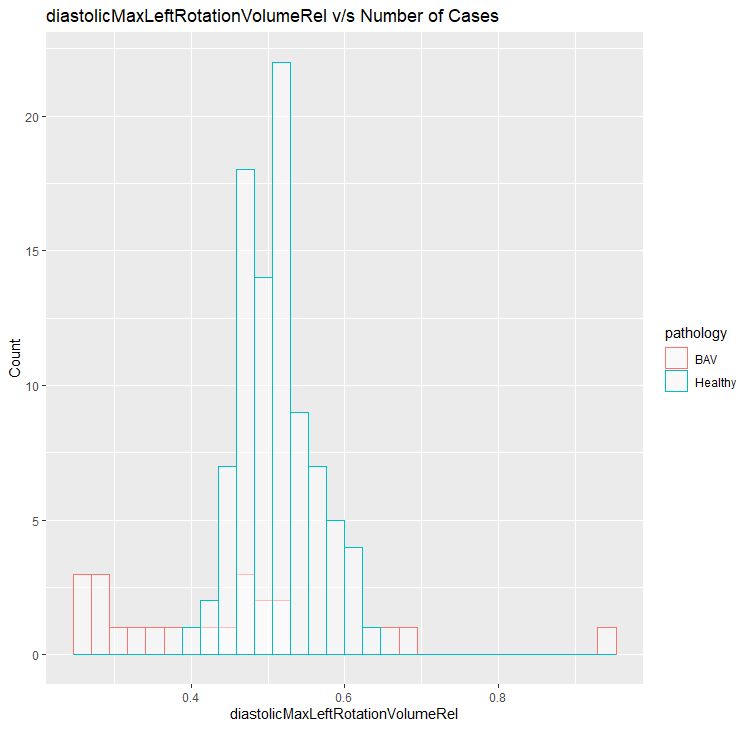 diastolicMaxLeftRotationVolumeRel v/s Number of Cases
20
15
10
5
0
Count
0.4 0.6 0.8
diastolicMaxLeftRotationVolumeRel
pathology
BAV
Healthy